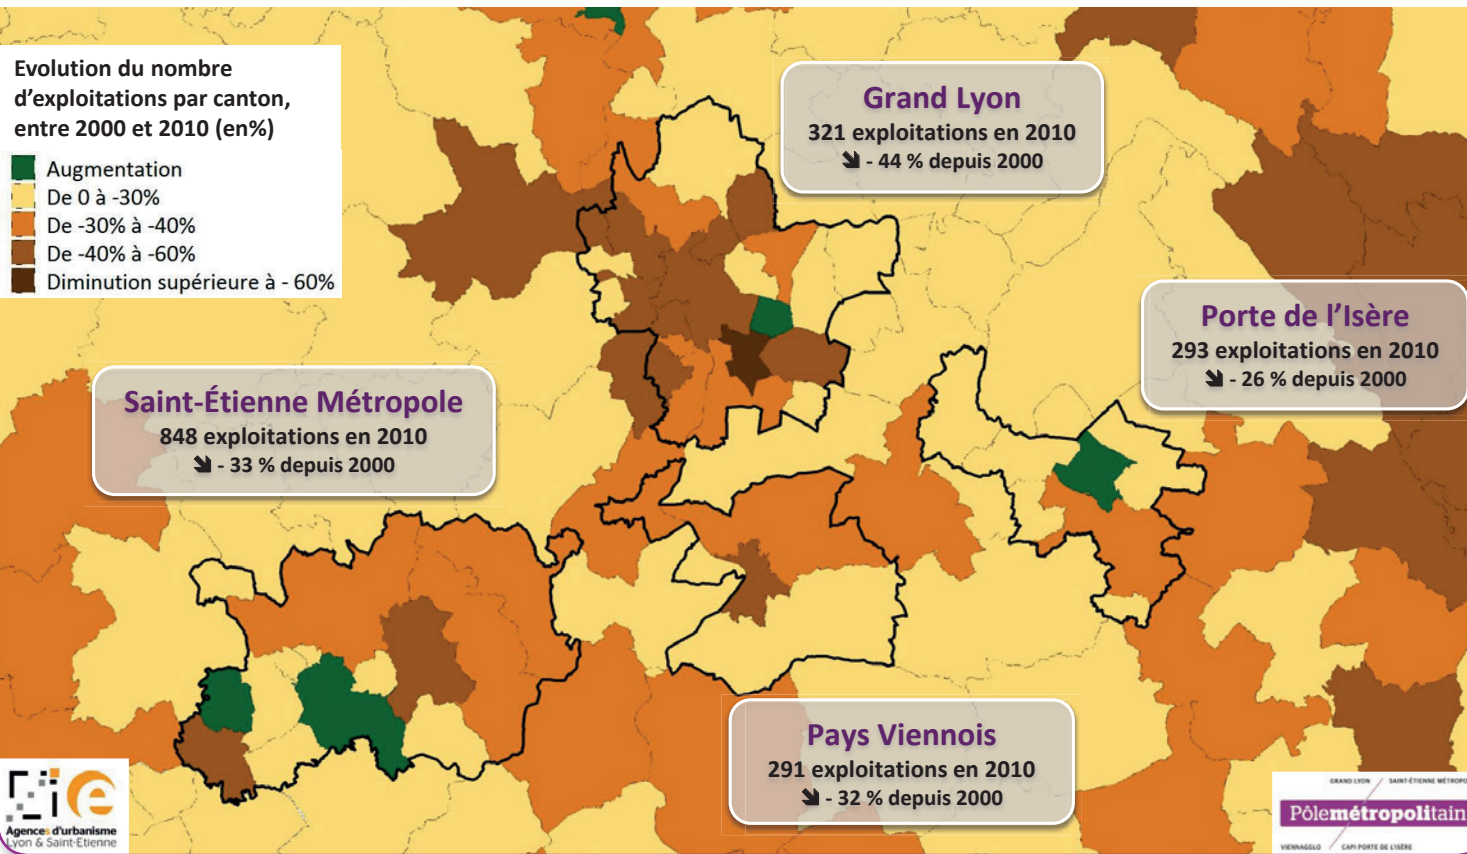 Evolution du nombre
d'exploitations par canton,
entre 2000 et 2010 (en%)
Augmentation
De 0 à -30%
De -30% à -40%
De -40% à -60%
Diminution supérieure à - 60%
Grand Lyon
321 exploitations en 2010
- 44 % depuis 2000
Porte de l'Isère
293 exploitations en 2010
- 26 % depuis 2000
Saint-Étienne Métropole
848 exploitations en 2010
- 33 % depuis 2000
Pays Viennois
291 exploitations en 2010
- 32 % depuis 2000
Agences d'urbanisme
Lyon & Saint-Etienne
GRAND LYON / SAINT-ÉTIENNE MÉTROPO
Pôlemétropolitain
VIENNAGGLO / CAPI PORTE DE L'ISÈRE